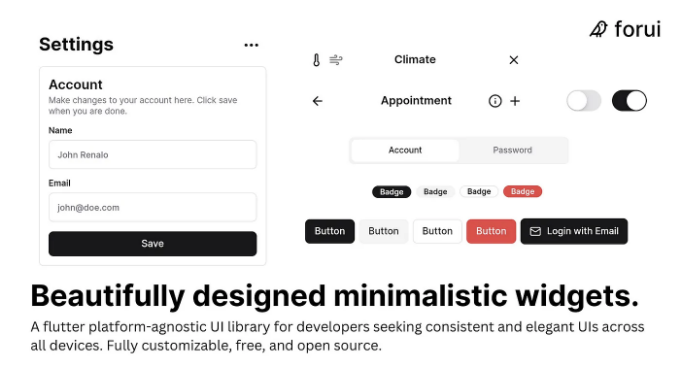 forui
Settings
Account
Make changes to your account here. Click save
when you are done.
Name
John Renalo
Email
john@doe.com
Save
Climate
Appointment
Account Password
Badge Badge Badge Badge
Button Button Button Button Login with Email
Beautifully designed minimalistic widgets.
A flutter platform-agnostic UI library for developers seeking consistent and elegant UIs across
all devices. Fully customizable, free, and open source.